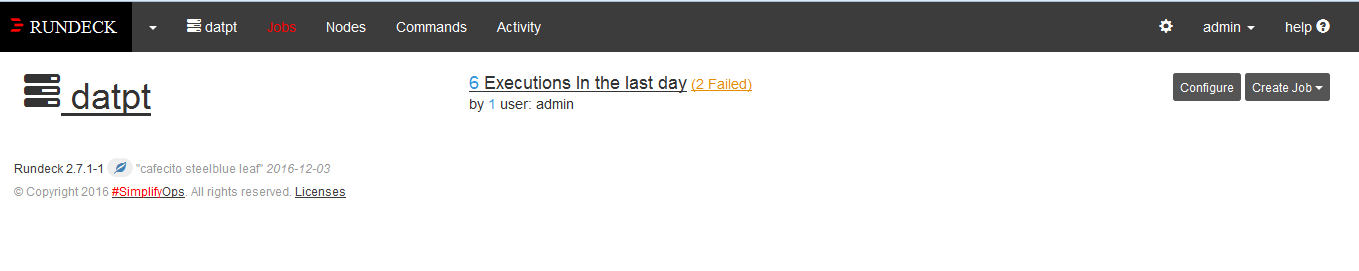 RUNDECK datpt Jobs Nodes Commands Activity admin help
datpt
6 Executions In the last day (2 Failed)
by 1 user: admin
Configure Create Job
Rundeck 2.7.1-1 "cafecito steelblue leaf" 2016-12-03
© Copyright 2016 #SimplifyOps. All rights reserved. Licenses